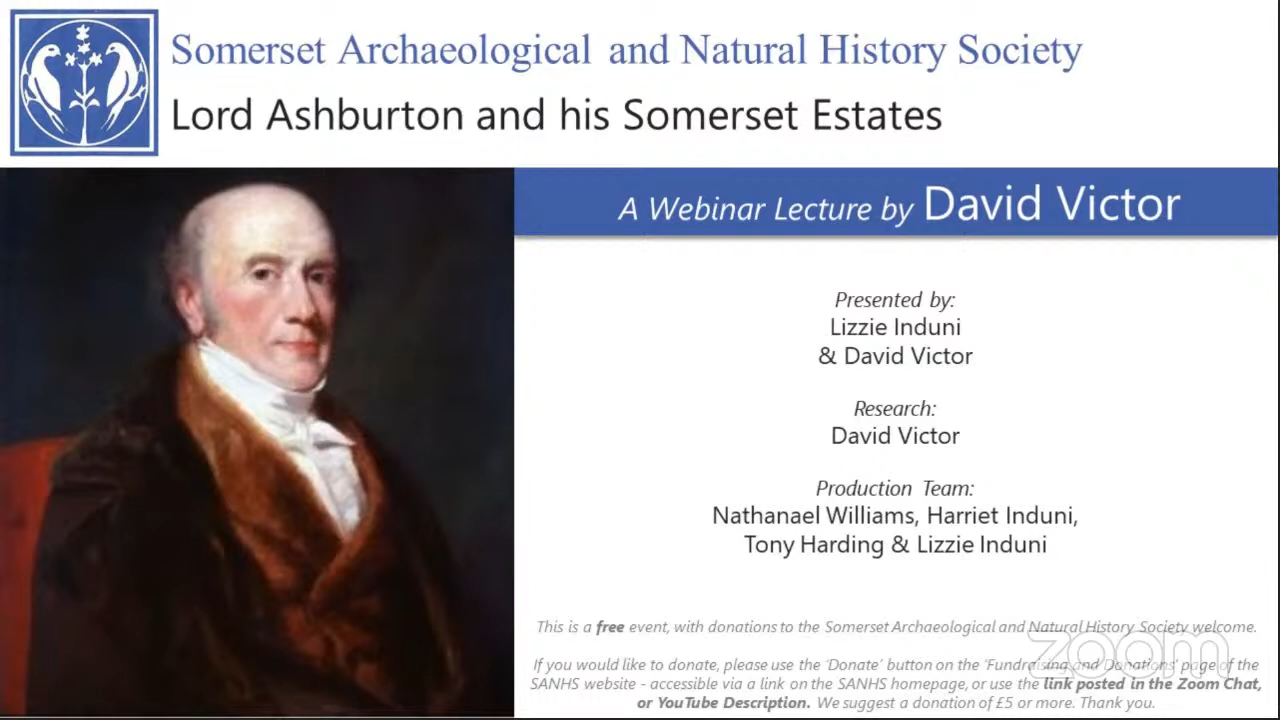 Somerset Archaeological and Natural History Society
Lord Ashburton and his Somerset Estates
A Webinar Lecture by David Victor
Presented by:
Lizzie Induni
& David Victor
Research:
David Victor
Production Team:
Nathanael Williams, Harriet Induni,
Tony Harding & Lizzie Induni
This is a free event, with donations to the Somerset Archaeological and Natural History Society welcome.
If you would like to donate, please use the 'Donate' button on the 'Fundraising and Donations' page of the
SANHS website - accessible via a link on the SANHS homepage, or use the link posted in the Zoom Chat,
or YouTube Description. We suggest a donation of £5 or more. Thank you.
zoom